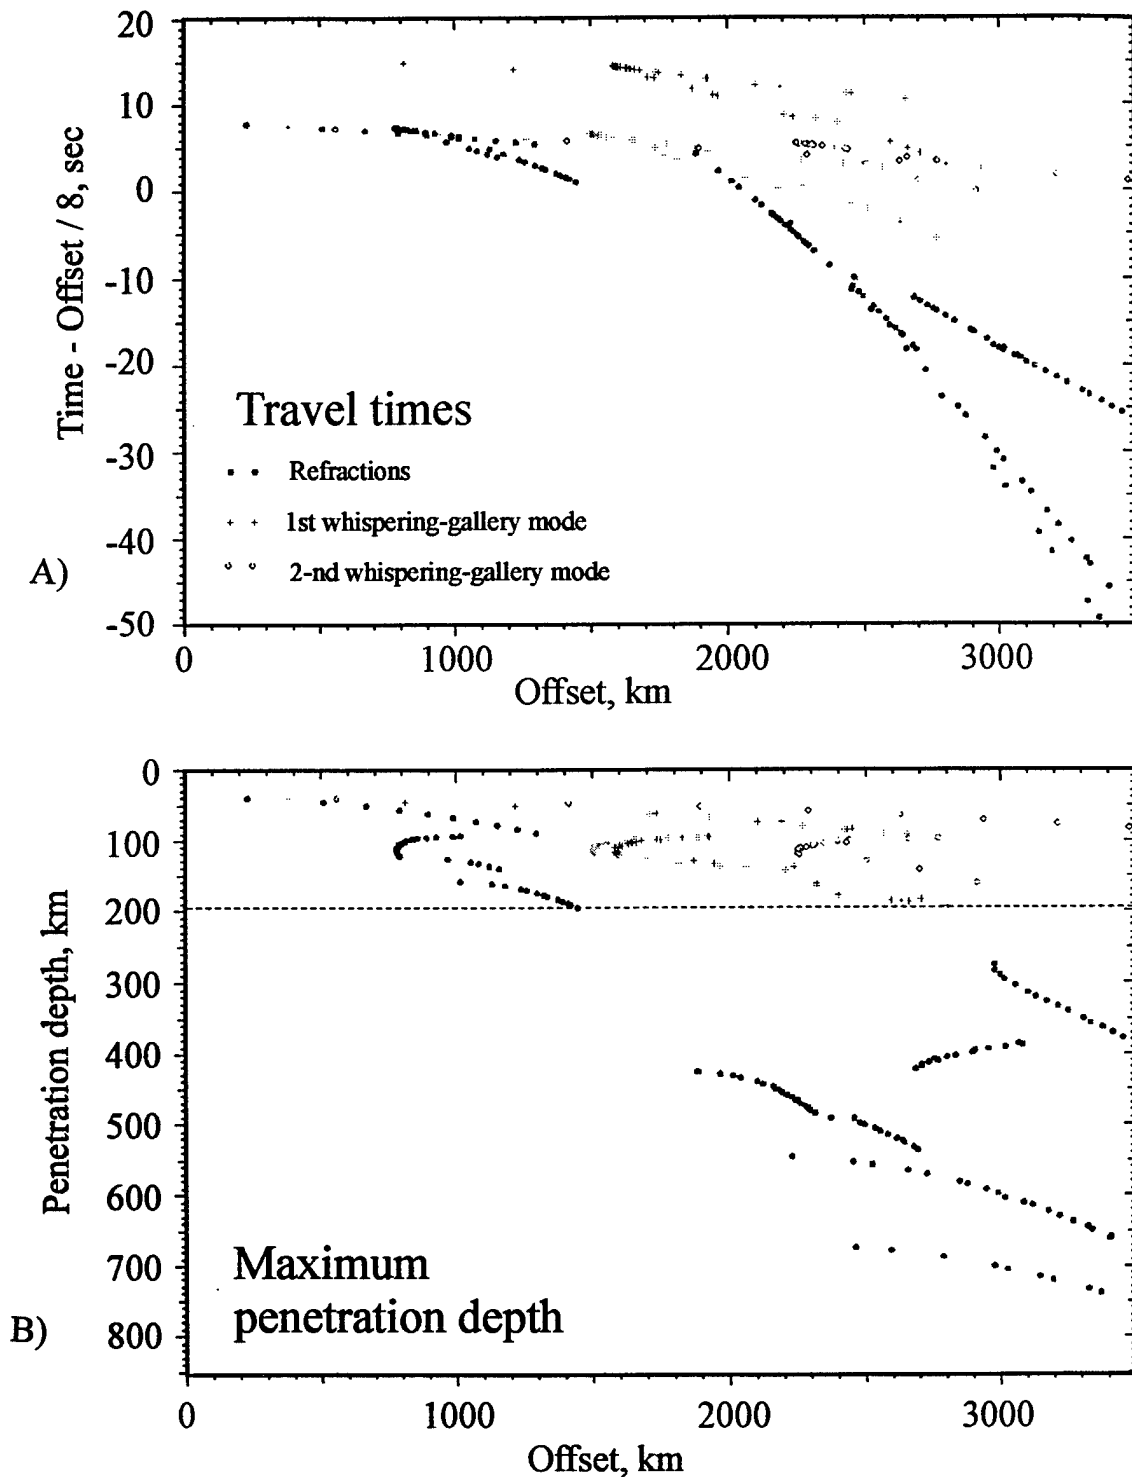 20
10
0
-10
-20
-30
-40
-50
Time - Offset / 8, sec
Travel times
Refractions
1st whispering-gallery mode
2-nd whispering-gallery mode
A)
0 1000 2000 3000
Offset, km
0
100
200
300
400
500
600
700
800
Penetration depth, km
Maximum
penetration depth
B)
0 1000 2000 3000
Offset, km